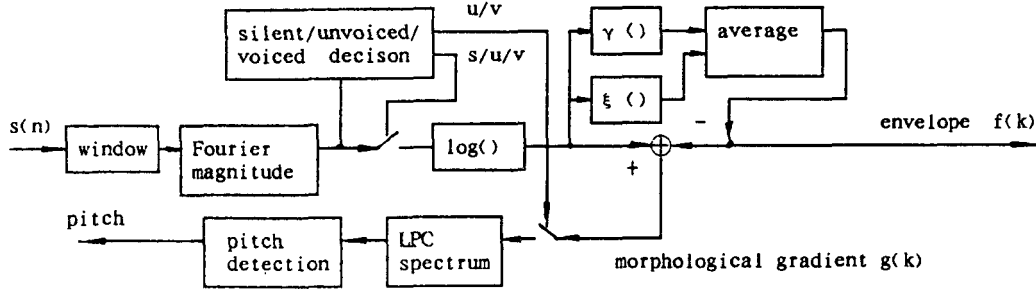 u/v
silent/unvoiced/
voiced decison
s/u/v
γ ()
average
ξ ()
s(n)
window
Fourier
magnitude
log()
-
+
envelope f(k)
pitch
pitch
detection
LPC
spectrum
morphological gradient g(k)